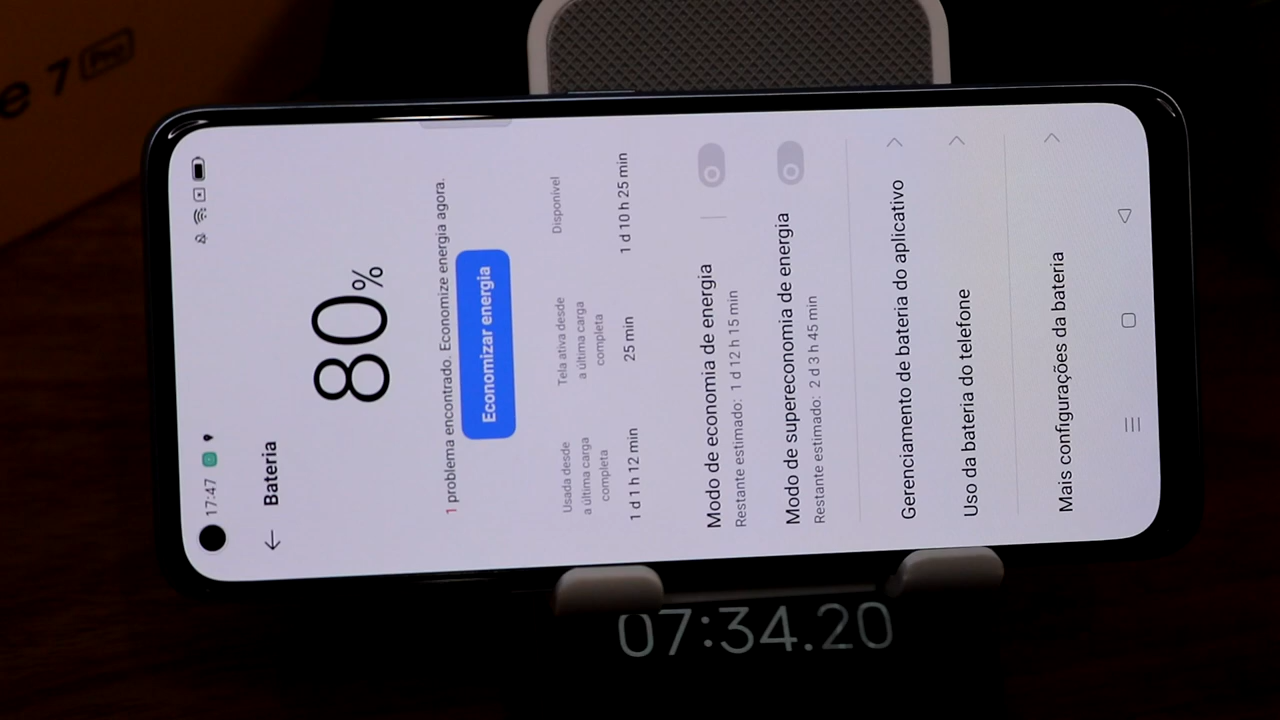 e 7 Pro
17:47
Bateria
80%
1 problema encontrado. Economize energia agora.
Economizar energia
Usada desde
a última carga
completa
1 d 1 h 12 min
Tela ativa desde
a última carga
completa
25 min
Disponível
1 d 10 h 25 min
Modo de economia de energia
Restante estimado: 1 d 12 h 15 min
Modo de supereconomia de energia
Restante estimado: 2 d 3 h 45 min
Gerenciamento de bateria do aplicativo
Uso da bateria do telefone
Mais configurações da bateria
07:34.20